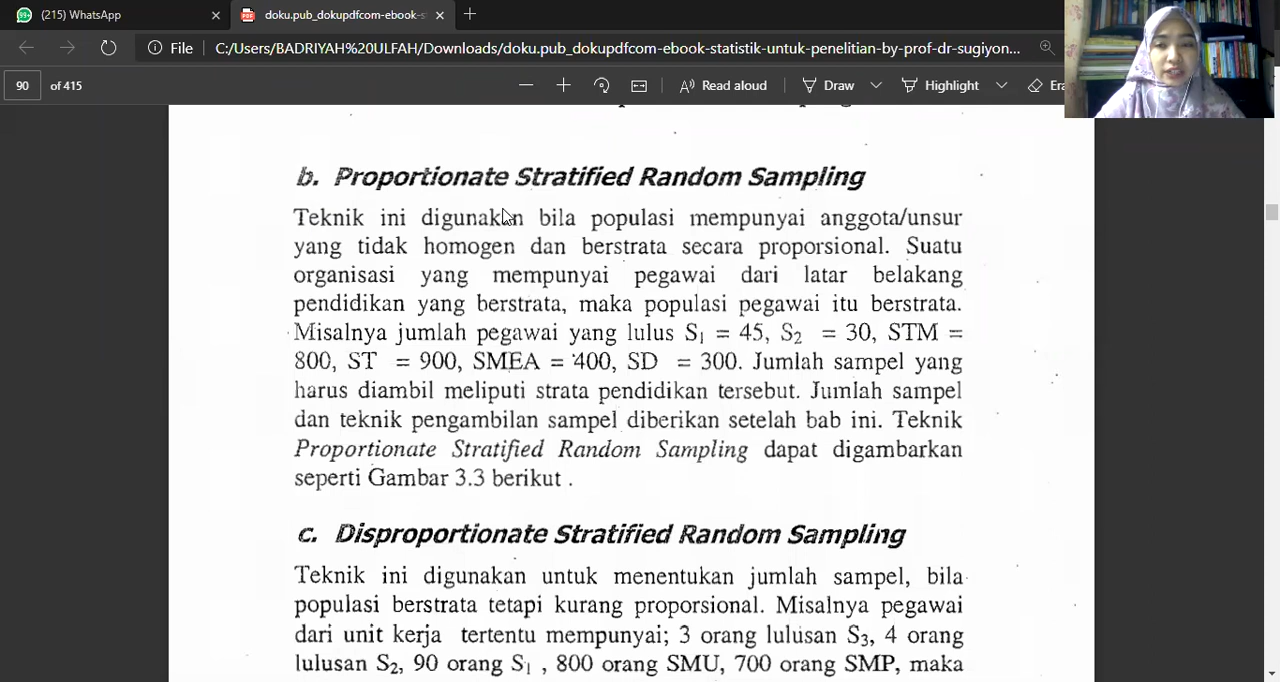 99+
(215) WhatsApp
doku.pub_dokupdfcom-ebook-s
File
C:/Users/BADRIYAH%20ULFAH/Downloads/doku.pub_dokupdfcom-ebook-statistik-untuk-penelitian-by-prof-dr-sugiyon...
90 of 415
Read aloud
Draw
Highlight
Era
b. Proportionate Stratified Random Sampling
Teknik ini digunakan bila populasi mempunyai anggota/unsur
yang tidak homogen dan berstrata secara proporsional. Suatu
organisasi yang mempunyai pegawai dari latar belakang
pendidikan yang berstrata, maka populasi pegawai itu berstrata.
Misalnya jumlah pegawai yang lulus S₁ = 45, S₂ = 30, STM =
800, ST = 900, SMEA = 400, SD = 300. Jumlah sampel yang
harus diambil meliputi strata pendidikan tersebut. Jumlah sampel
dan teknik pengambilan sampel diberikan setelah bab ini. Teknik
Proportionate Stratified Random Sampling dapat digambarkan
seperti Gambar 3.3 berikut .
c. Disproportionate Stratified Random Sampling
Teknik ini digunakan untuk menentukan jumlah sampel, bila
populasi berstrata tetapi kurang proporsional. Misalnya pegawai
dari unit kerja tertentu mempunyai; 3 orang lulusan S₃, 4 orang
lulusan S₂, 90 orang S₁ , 800 orang SMU, 700 orang SMP, maka